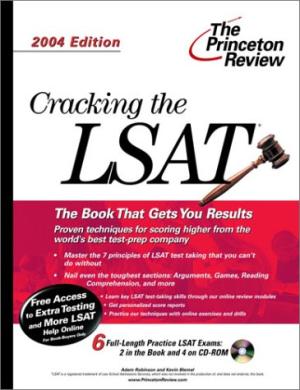 2004 Edition
The
Princeton
Review
Cracking the
LSAT®
The Book That Gets You Results
Proven techniques for scoring higher from the
world's best test-prep company
• Master the 7 principles of LSAT test taking that you can't
do without
• Nail even the toughest sections: Arguments, Games, Reading
Comprehension, and more
Free Access
to Extra Testing
and More LSAT
Help Online
For Book Buyers Only
• Learn key LSAT test-taking skills through our online review modules
• Get personalized score reports
• Practice our techniques with online exercises and drills
6 Full-Length Practice LSAT Exams:
2 in the Book and 4 on CD-ROM
Adam Robinson and Kevin Blemel
www.PrincetonReview.com